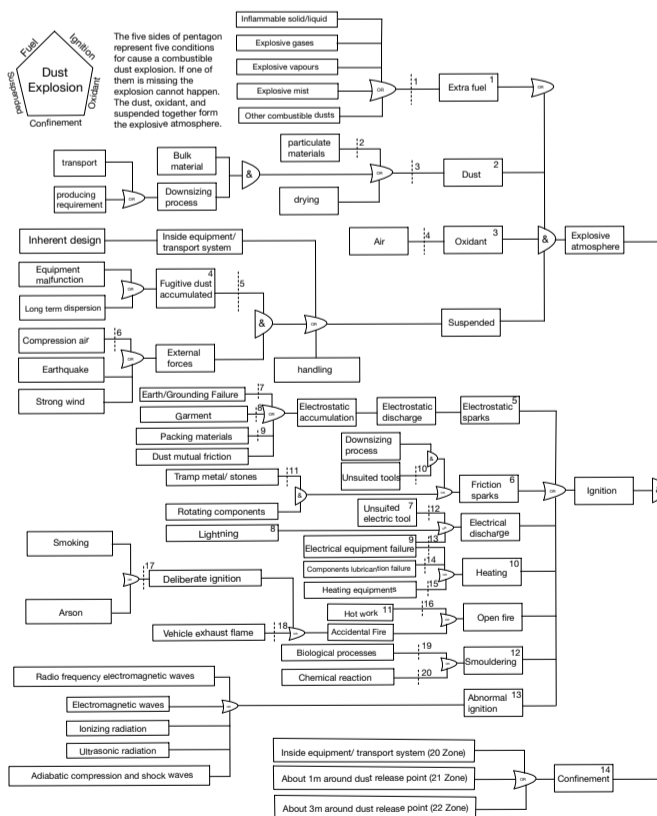 Fuel
Ignition
Suspended
Dust
Explosion
Oxidant
Confinement
The five sides of pentagon
represent five conditions
for cause a combustible
dust explosion. If one of
them is missing the
explosion cannot happen.
The dust, oxidant, and
suspended together form
the explosive atmosphere.
Inflammable solid/liquid
Explosive gases
Explosive vapours
Explosive mist
Other combustible dusts
OR
1
Extra fuel
1
OR
transport
producing
requirement
OR
Bulk
material
Downsizing
process
&
particulate
materials
2
drying
OR
3
Dust
2
Air
4
Oxidant
3
&
Explosive
atmosphere
Inherent design
Inside equipment/
transport system
Equipment
malfunction
Long term dispersion
OR
Fugitive dust
accumulated
4
5
Compression air
6
Earthquake
Strong wind
OR
External
forces
&
OR
handling
Suspended
Earth/Grounding Failure
7
Garment
8
Packing materials
9
Dust mutual friction
OR
Electrostatic
accumulation
Electrostatic
discharge
Electrostatic
sparks
5
Downsizing
process
Unsuited tools
10
&
Tramp metal/ stones
11
Rotating components
&
Friction
sparks
6
OR
Ignition
Unsuited
electric tool
7
12
Lightning
8
Electrical equipment failure
9
13
Electrical
discharge
Components lubricantion failure
14
Heating equipments
15
Heating
10
Smoking
Arson
17
Deliberate ignition
Vehicle exhaust flame
18
Hot work
11
16
Accidental Fire
Open fire
Biological processes
19
Chemical reaction
20
Smouldering
12
Radio frequency electromagnetic waves
Electromagnetic waves
Ionizing radiation
Ultrasonic radiation
Adiabatic compression and shock waves
Abnormal
ignition
13
Inside equipment/ transport system (20 Zone)
About 1m around dust release point (21 Zone)
About 3m around dust release point (22 Zone)
OR
Confinement
14